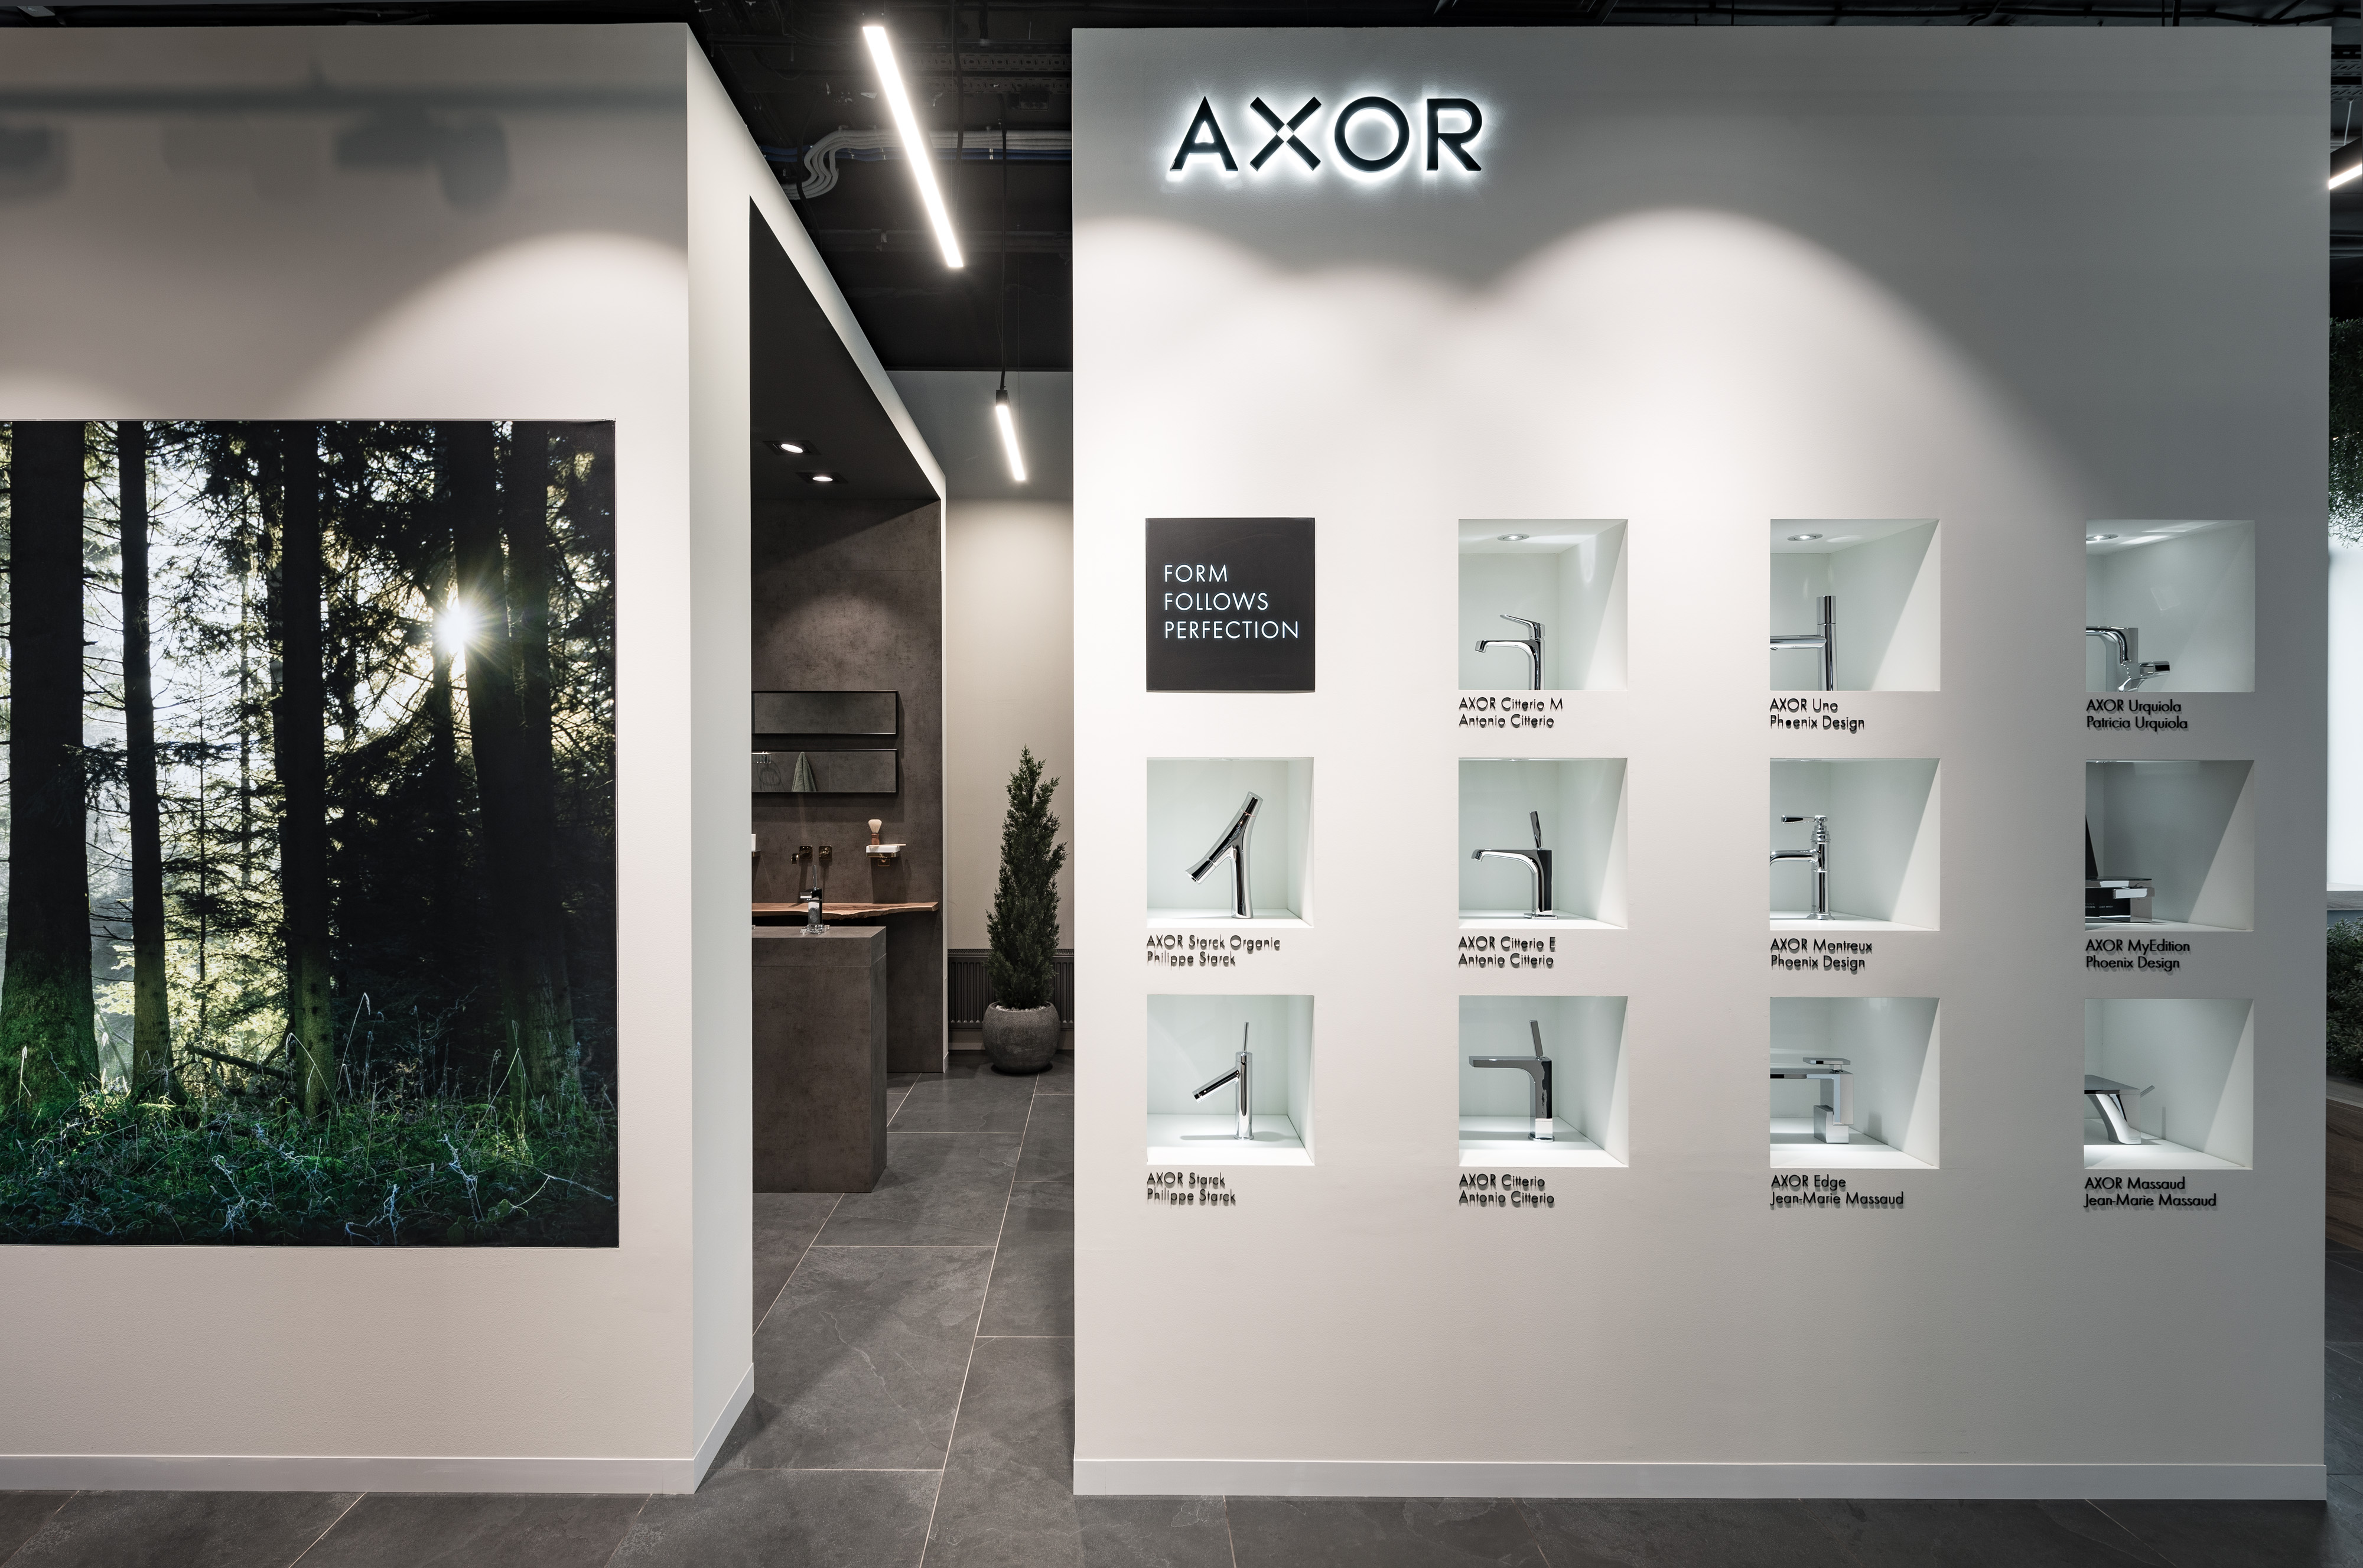 AXOR
FORM
FOLLOWS
PERFECTION
AXOR Citterio M
Antonio Citterio
AXOR Uno
Phoenix Design
AXOR Urquiola
Patricia Urquiola
AXOR Starck Organic
Philippe Starck
AXOR Citterio E
Antonio Citterio
AXOR Montreux
Phoenix Design
AXOR MyEdition
Phoenix Design
AXOR Starck
Philippe Starck
AXOR Citterio
Antonio Citterio
AXOR Edge
Jean-Marie Massaud
AXOR Massaud
Jean-Marie Massaud